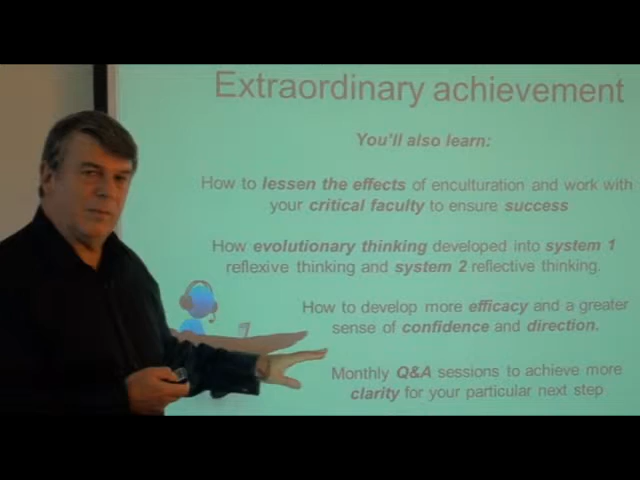 Extraordinary achievement
You'll also learn:
How to lessen the effects of enculturation and work with
your critical faculty to ensure success
How evolutionary thinking developed into system 1
reflexive thinking and system 2 reflective thinking.
How to develop more efficacy and a greater
sense of confidence and direction.
Monthly Q&A sessions to achieve more
clarity for your particular next step